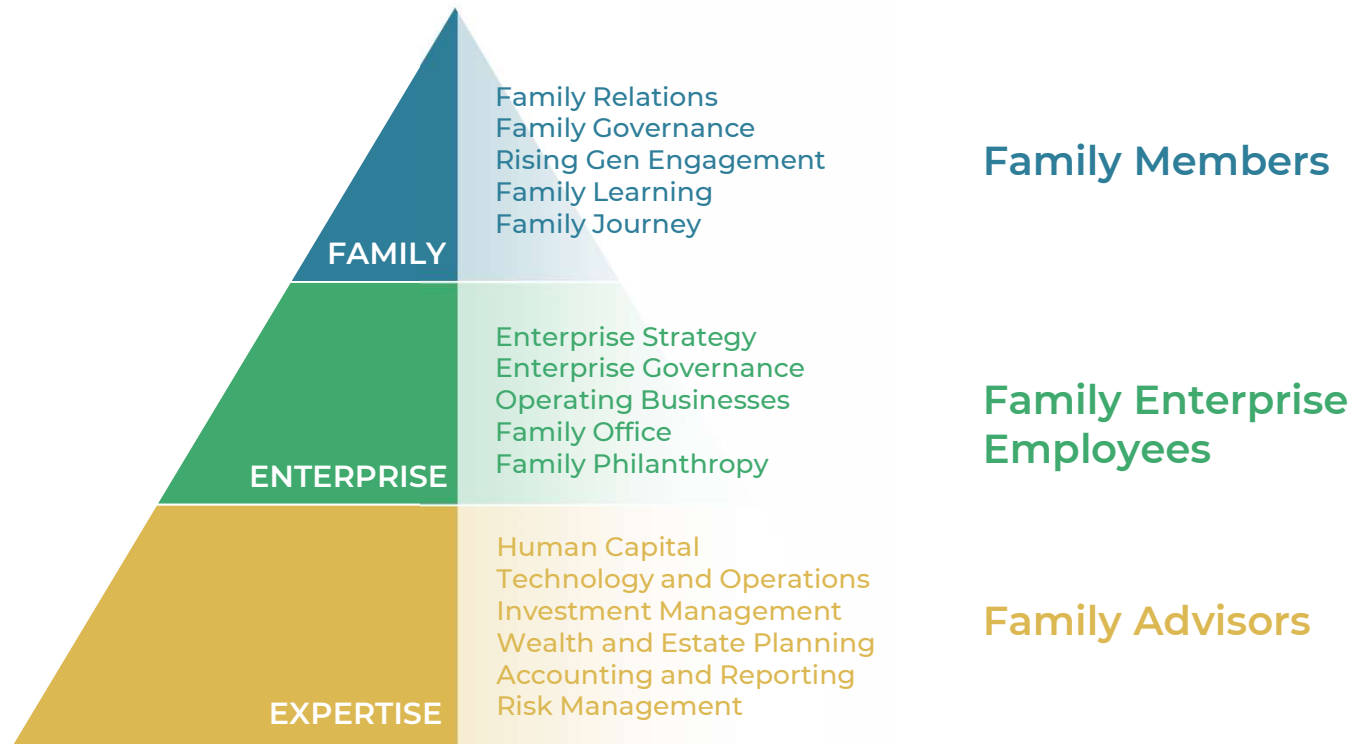 Family Relations
Family Governance
Rising Gen Engagement
Family Learning
Family Journey
FAMILY
Family Members
Enterprise Strategy
Enterprise Governance
Operating Businesses
Family Office
Family Philanthropy
ENTERPRISE
Family Enterprise
Employees
Human Capital
Technology and Operations
Investment Management
Wealth and Estate Planning
Accounting and Reporting
Risk Management
EXPERTISE
Family Advisors